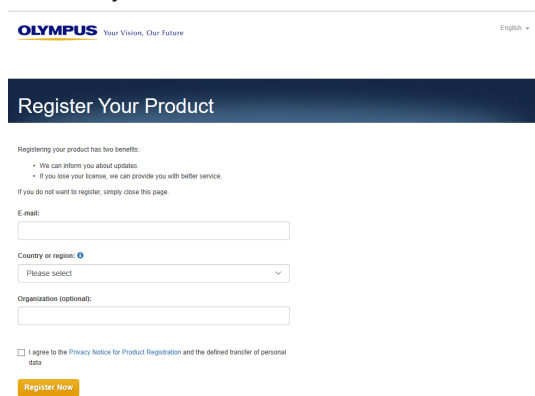 OLYMPUS Your Vision, Our Future
English
Register Your Product
Registering your product has two benefits:
• We can inform you about updates.
• If you lose your license, we can provide you with better service.
If you do not want to register, simply close this page.
E-mail:
Country or region:
Please select
Organization (optional):
I agree to the Privacy Notice for Product Registration and the defined transfer of personal
data
Register Now